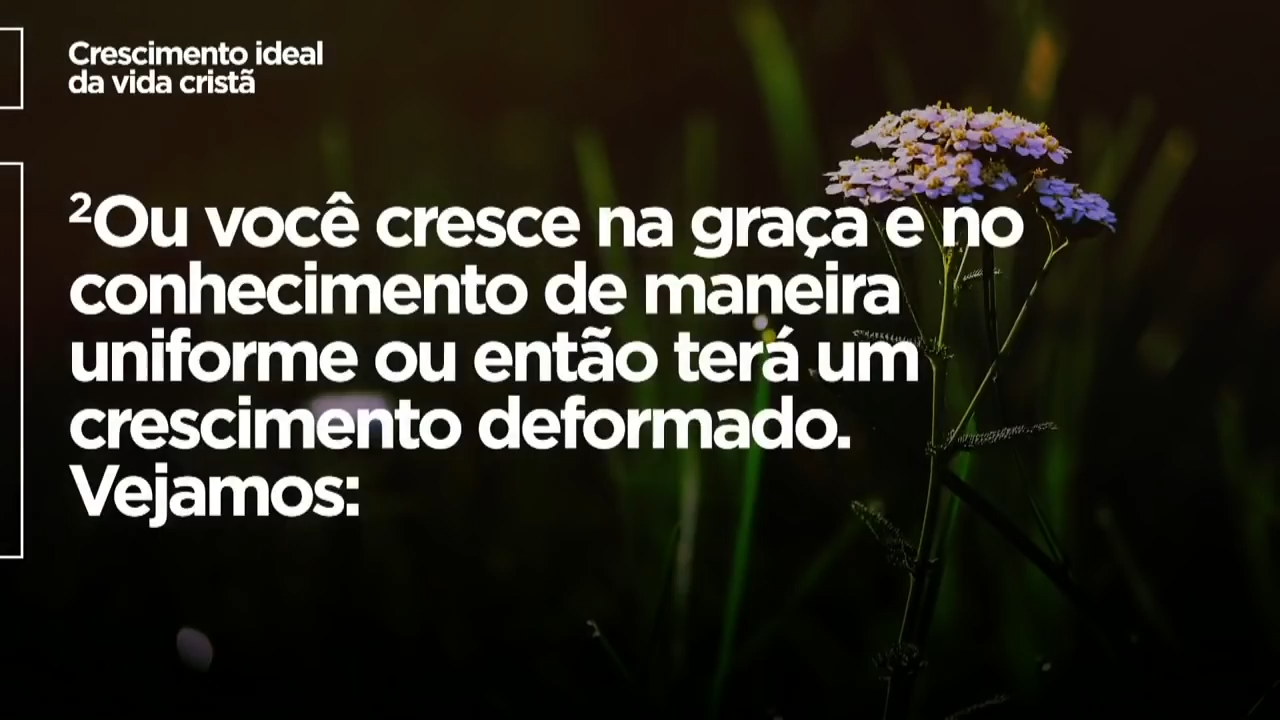 Crescimento ideal
da vida cristã
²Ou você cresce na graça e no
conhecimento de maneira
uniforme ou então terá um
crescimento deformado.
Vejamos: